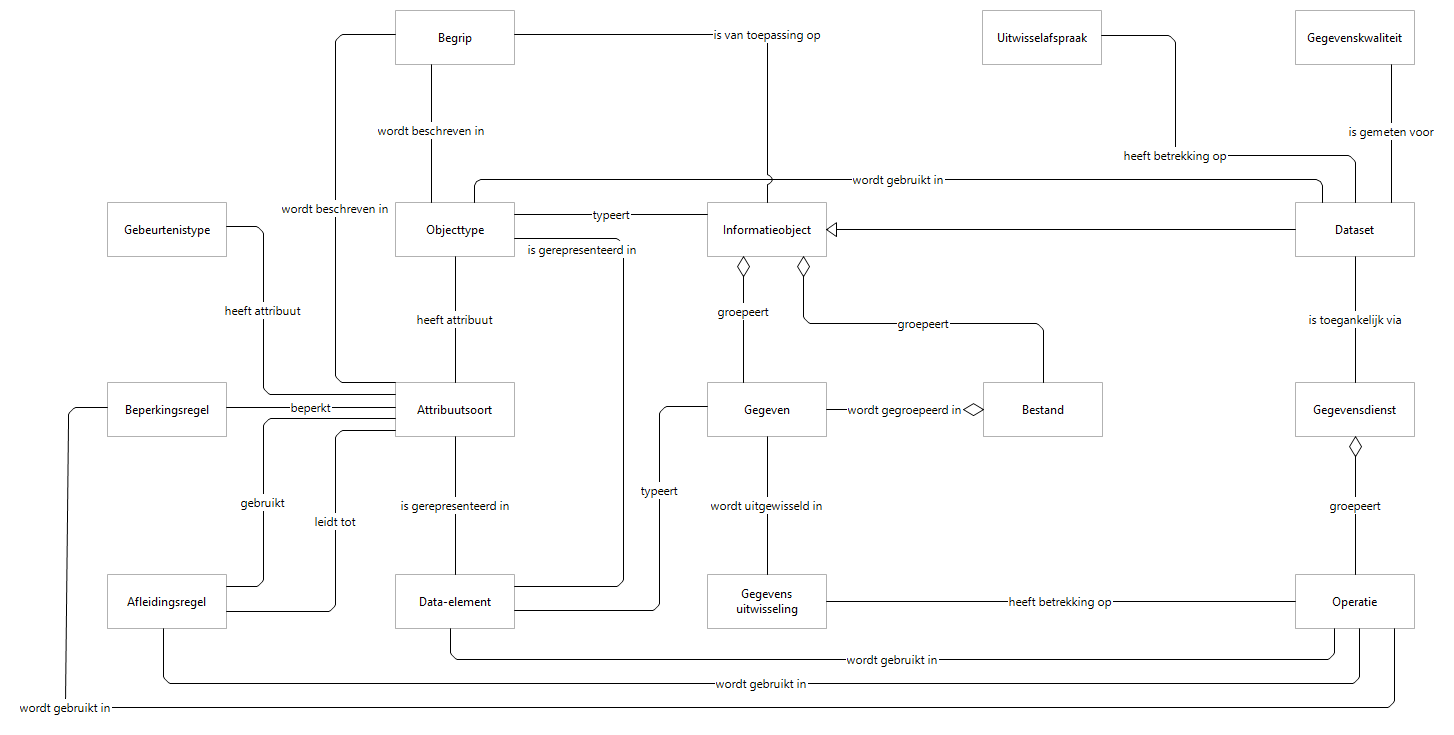 Begrip
is van toepassing op
Uitwisselafspraak
Gegevenskwaliteit
wordt beschreven in
is gemeten voor
heeft betrekking op
wordt gebruikt in
wordt beschreven in
typeert
Gebeurtenistype
Objecttype
Informatieobject
Dataset
is gerepresenteerd in
heeft attribuut
groepeert
heeft attribuut
groepeert
is toegankelijk via
Beperkingsregel
beperkt
Attribuutsoort
Gegeven
wordt gegroepeerd in
Bestand
Gegevensdienst
typeert
gebruikt
is gerepresenteerd in
wordt uitgewisseld in
groepeert
leidt tot
Afleidingsregel
Data-element
Gegevens
uitwisseling
heeft betrekking op
Operatie
wordt gebruikt in
wordt gebruikt in
wordt gebruikt in